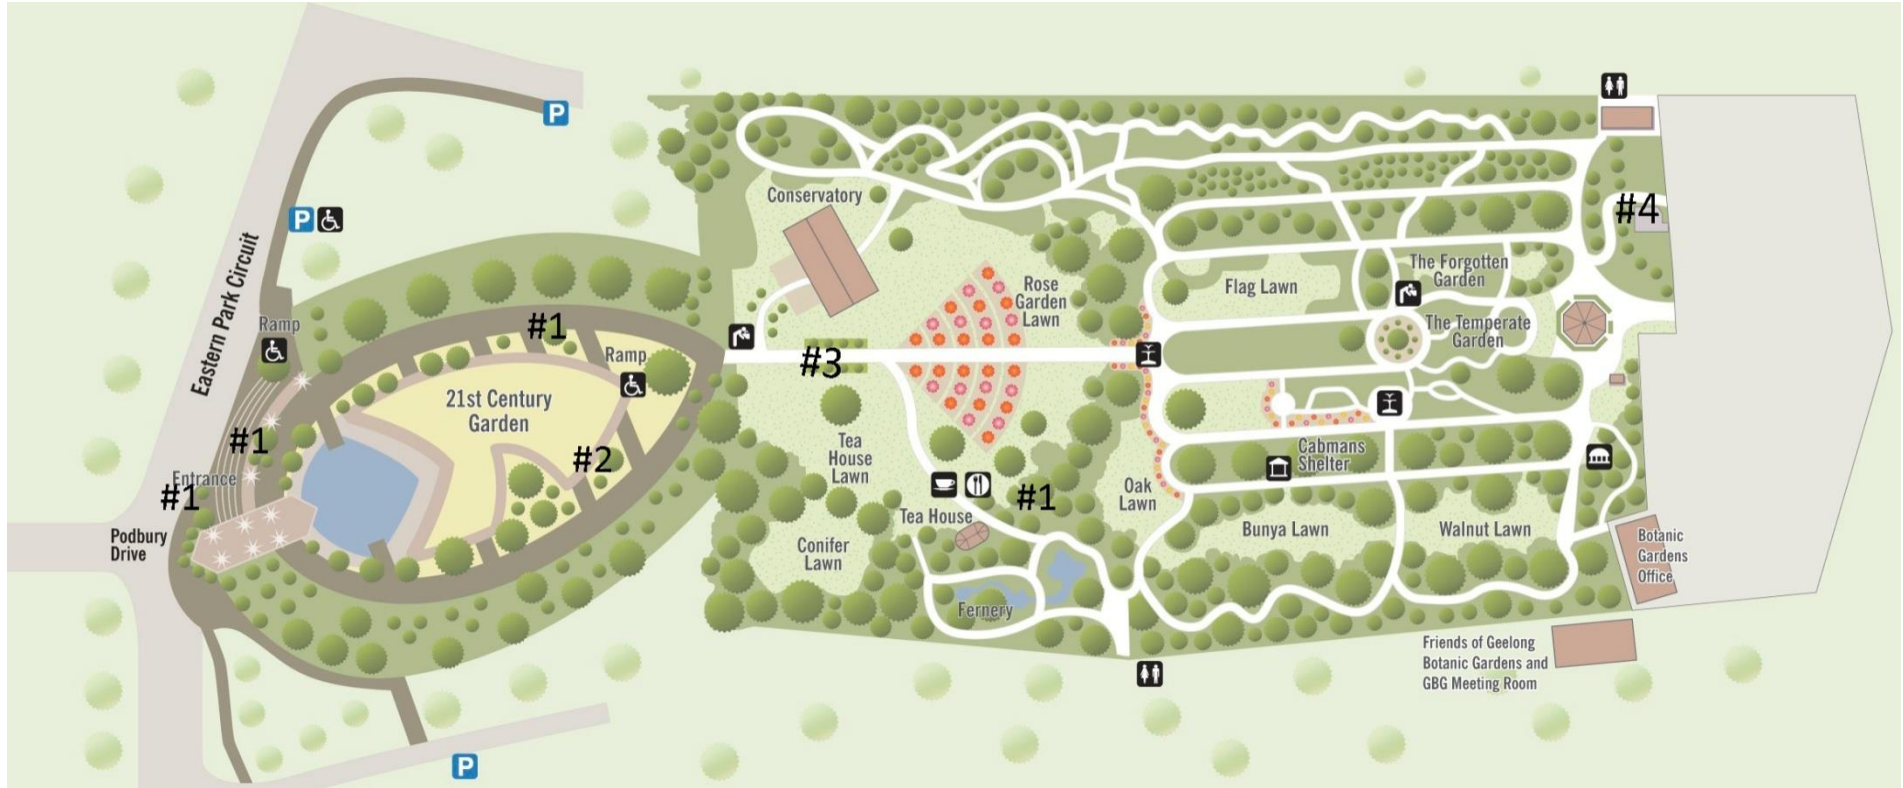 P
P
Eastern Park Circuit
Ramp
#1
Ramp
21st Century
Garden
#1
#2
Entrance
#1
Podbury
Drive
P
Conservatory
Rose
Garden
Lawn
#3
Tea
House
Lawn
#1
Tea House
Conifer
Lawn
Fernery
Oak
Lawn
#4
Flag Lawn
The Forgotten
Garden
The Temperate
Garden
Cabmans
Shelter
Bunya Lawn
Walnut Lawn
Botanic
Gardens
Office
Friends of Geelong
Botanic Gardens and
GBG Meeting Room